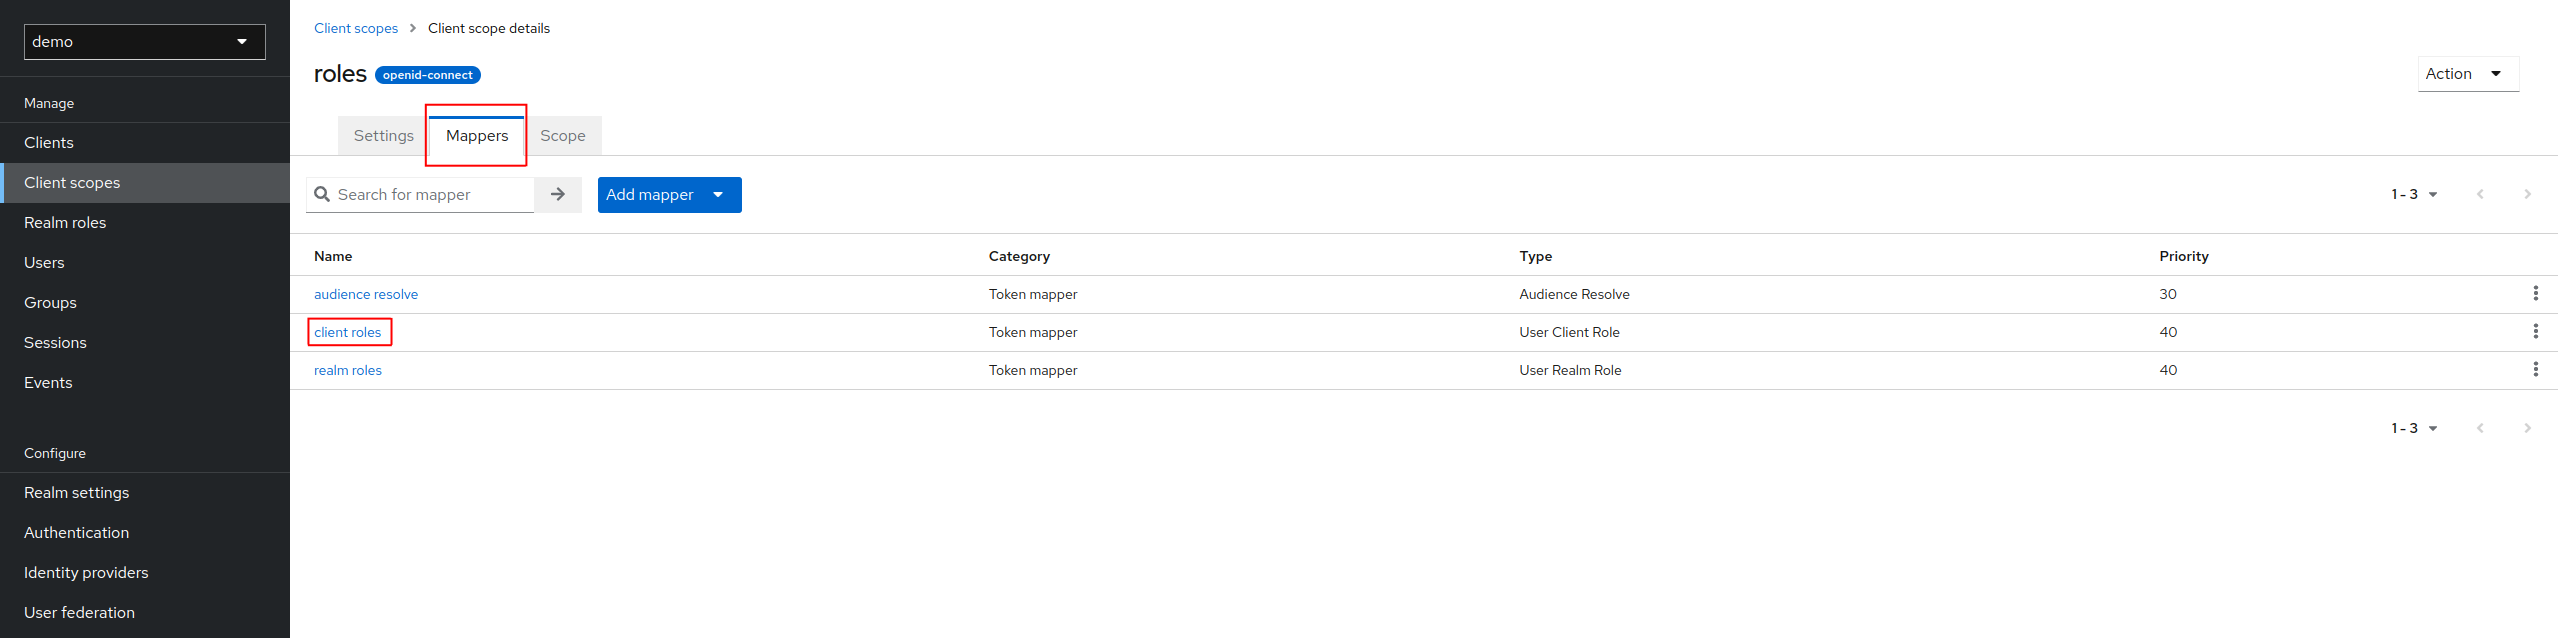 demo
Manage
Clients
Client scopes
Realm roles
Users
Groups
Sessions
Events
Configure
Realm settings
Authentication
Identity providers
User federation
Client scopes > Client scope details
roles openid-connect
Action
Settings Mappers Scope
Search for mapper Add mapper 1 - 3
Name Category Type Priority
audience resolve Token mapper Audience Resolve 30
client roles Token mapper User Client Role 40
realm roles Token mapper User Realm Role 40
1 - 3